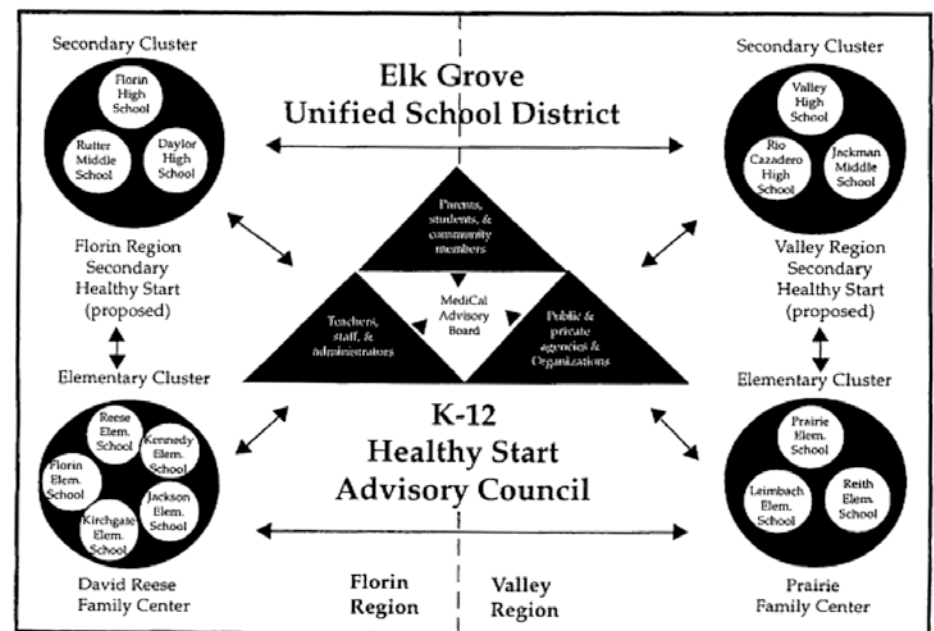 Secondary Cluster
Florin
High
School
Rutter
Middle
School
Daylor
High
School
Florin Region
Secondary
Healthy Start
(proposed)
Elk Grove
Unified School District
Secondary Cluster
Valley
High
School
Rio
Cazadero
High
School
Jackman
Middle
School
Valley Region
Secondary
Healthy Start
(proposed)
Parents,
students, &
community
members
MediCal
Advisory
Board
Teachers,
staff, &
administrators
Public &
private
agencies &
Organizations
K-12
Healthy Start
Advisory Council
Elementary Cluster
Reese
Elem.
School
Kennedy
Elem.
School
Florin
Elem.
School
Jackson
Elem.
School
Kirchgate
Elem.
School
David Reese
Family Center
Elementary Cluster
Prairie
Elem.
School
Leimbach
Elem.
School
Reith
Elem.
School
Prairie
Family Center
Florin
Region
Valley
Region